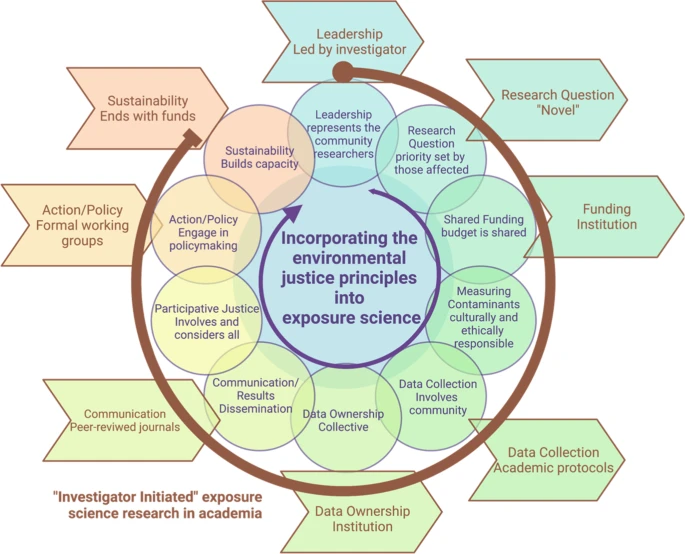 Leadership
Led by investigator
Research Question
"Novel"
Funding
Institution
Data Collection
Academic protocols
Data Ownership
Institution
Communication
Peer-reviwed journals
Action/Policy
Formal working
groups
Sustainability
Ends with funds
"Investigator Initiated" exposure
science research in academia
Leadership
represents the
community
researchers
Research
Question
priority set by
those affected
Shared Funding
budget is shared
Measuring
Contaminants
culturally and
ethically
responsible
Data Collection
Involves
community
Data Ownership
Collective
Communication/
Results
Dissemination
Participative Justice
Involves and
considers all
Action/Policy
Engage in
policymaking
Sustainability
Builds capacity
Incorporating the
environmental
justice principles
into
exposure science